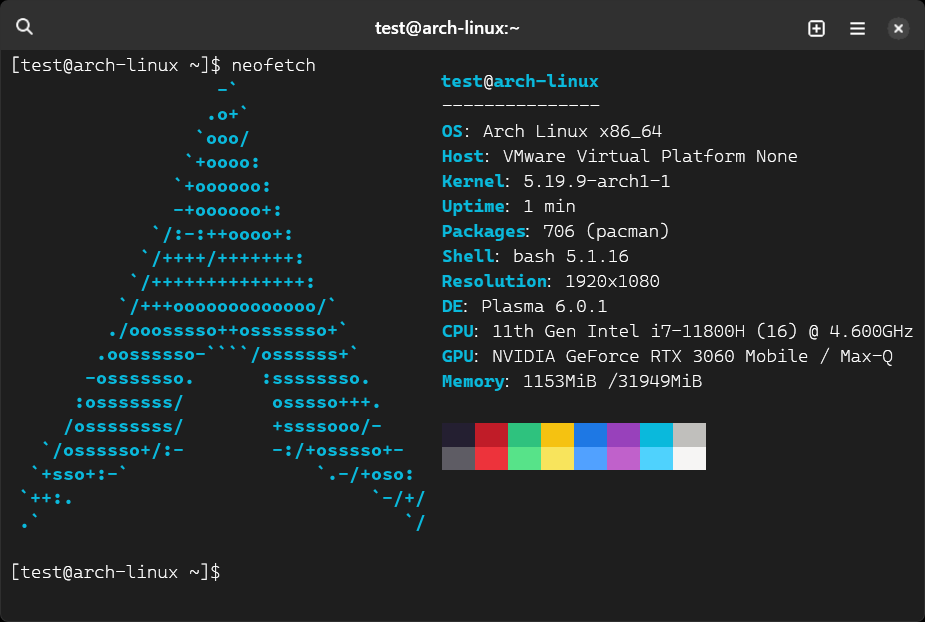 test@arch-linux:~
[test@arch-linux ~]$ neofetch
-`
.o+`
`ooo/
`+oooo:
`+oooooo:
-+oooooo+:
`/:-:++oooo+:
`/++++/+++++++:
`/++++++++++++++:
`/+++ooooooooooooo/`
./ooosssso++osssssso+`
.oossssso-````/ossssss+`
-osssssso. :ssssssso.
:osssssss/ osssso+++.
/ossssssss/ +ssssooo/-
`/ossssso+/:- -:/+osssso+-
`+sso+:-` `.-/+oso:
`++:. `-/+/
.` `/
test@arch-linux
---------------
OS: Arch Linux x86_64
Host: VMware Virtual Platform None
Kernel: 5.19.9-arch1-1
Uptime: 1 min
Packages: 706 (pacman)
Shell: bash 5.1.16
Resolution: 1920x1080
DE: Plasma 6.0.1
CPU: 11th Gen Intel i7-11800H (16) @ 4.600GHz
GPU: NVIDIA GeForce RTX 3060 Mobile / Max-Q
Memory: 1153MiB /31949MiB
[test@arch-linux ~]$